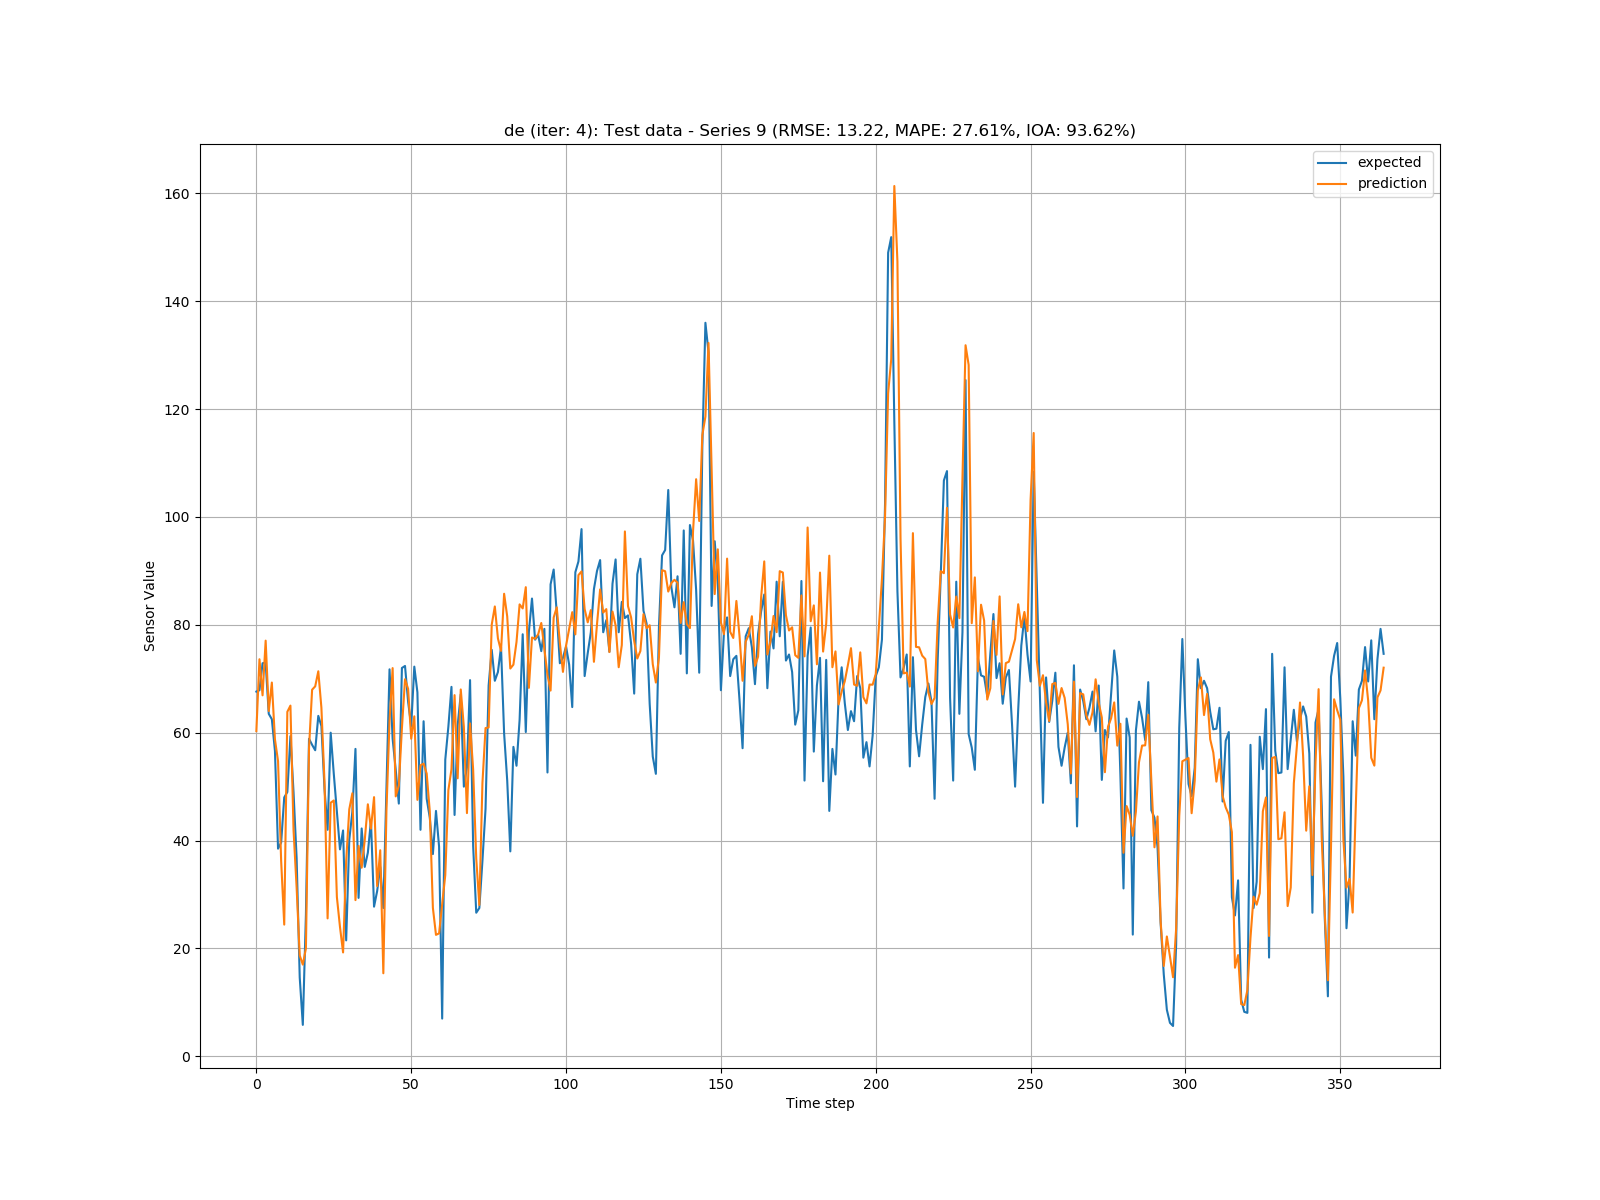 de (iter: 4): Test data - Series 9 (RMSE: 13.22, MAPE: 27.61%, IOA: 93.62%)
expected
prediction
160
140
120
100
80
60
40
20
0
Sensor Value
0 50 100 150 200 250 300 350
Time step